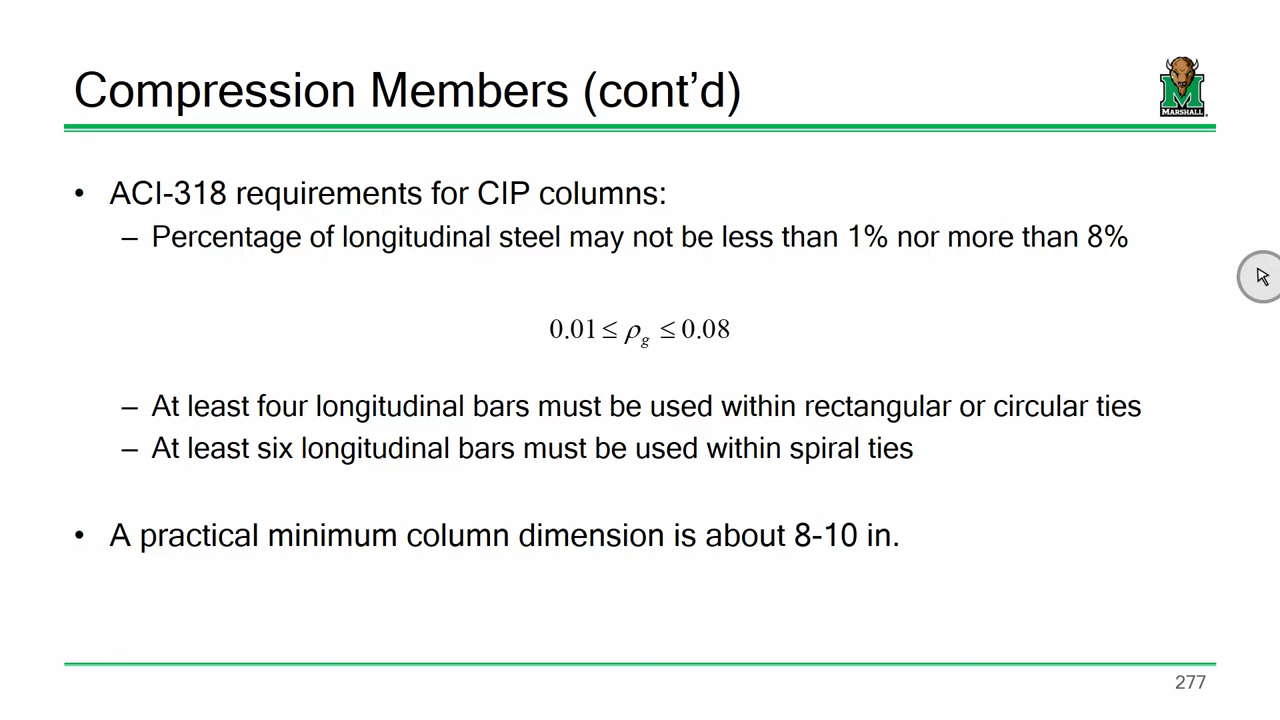 Compression Members (cont’d)
M
MARSHALL
• ACI-318 requirements for CIP columns:
– Percentage of longitudinal steel may not be less than 1% nor more than 8%
0.01 ≤ ρg ≤ 0.08
– At least four longitudinal bars must be used within rectangular or circular ties
– At least six longitudinal bars must be used within spiral ties
• A practical minimum column dimension is about 8-10 in.
277